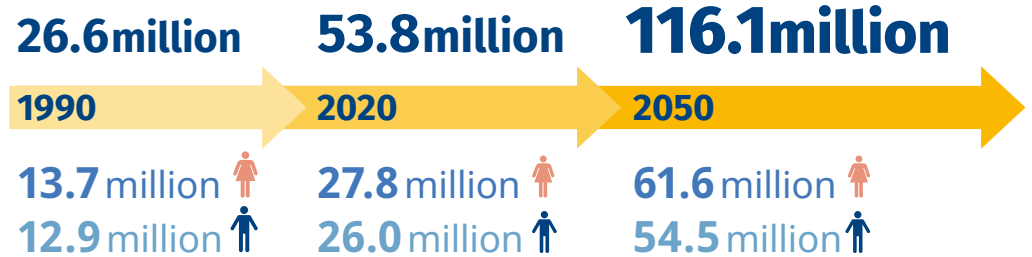 26.6million 53.8million 116.1million
1990 2020 2050
13.7 million 27.8 million 61.6 million
12.9 million 26.0 million 54.5 million